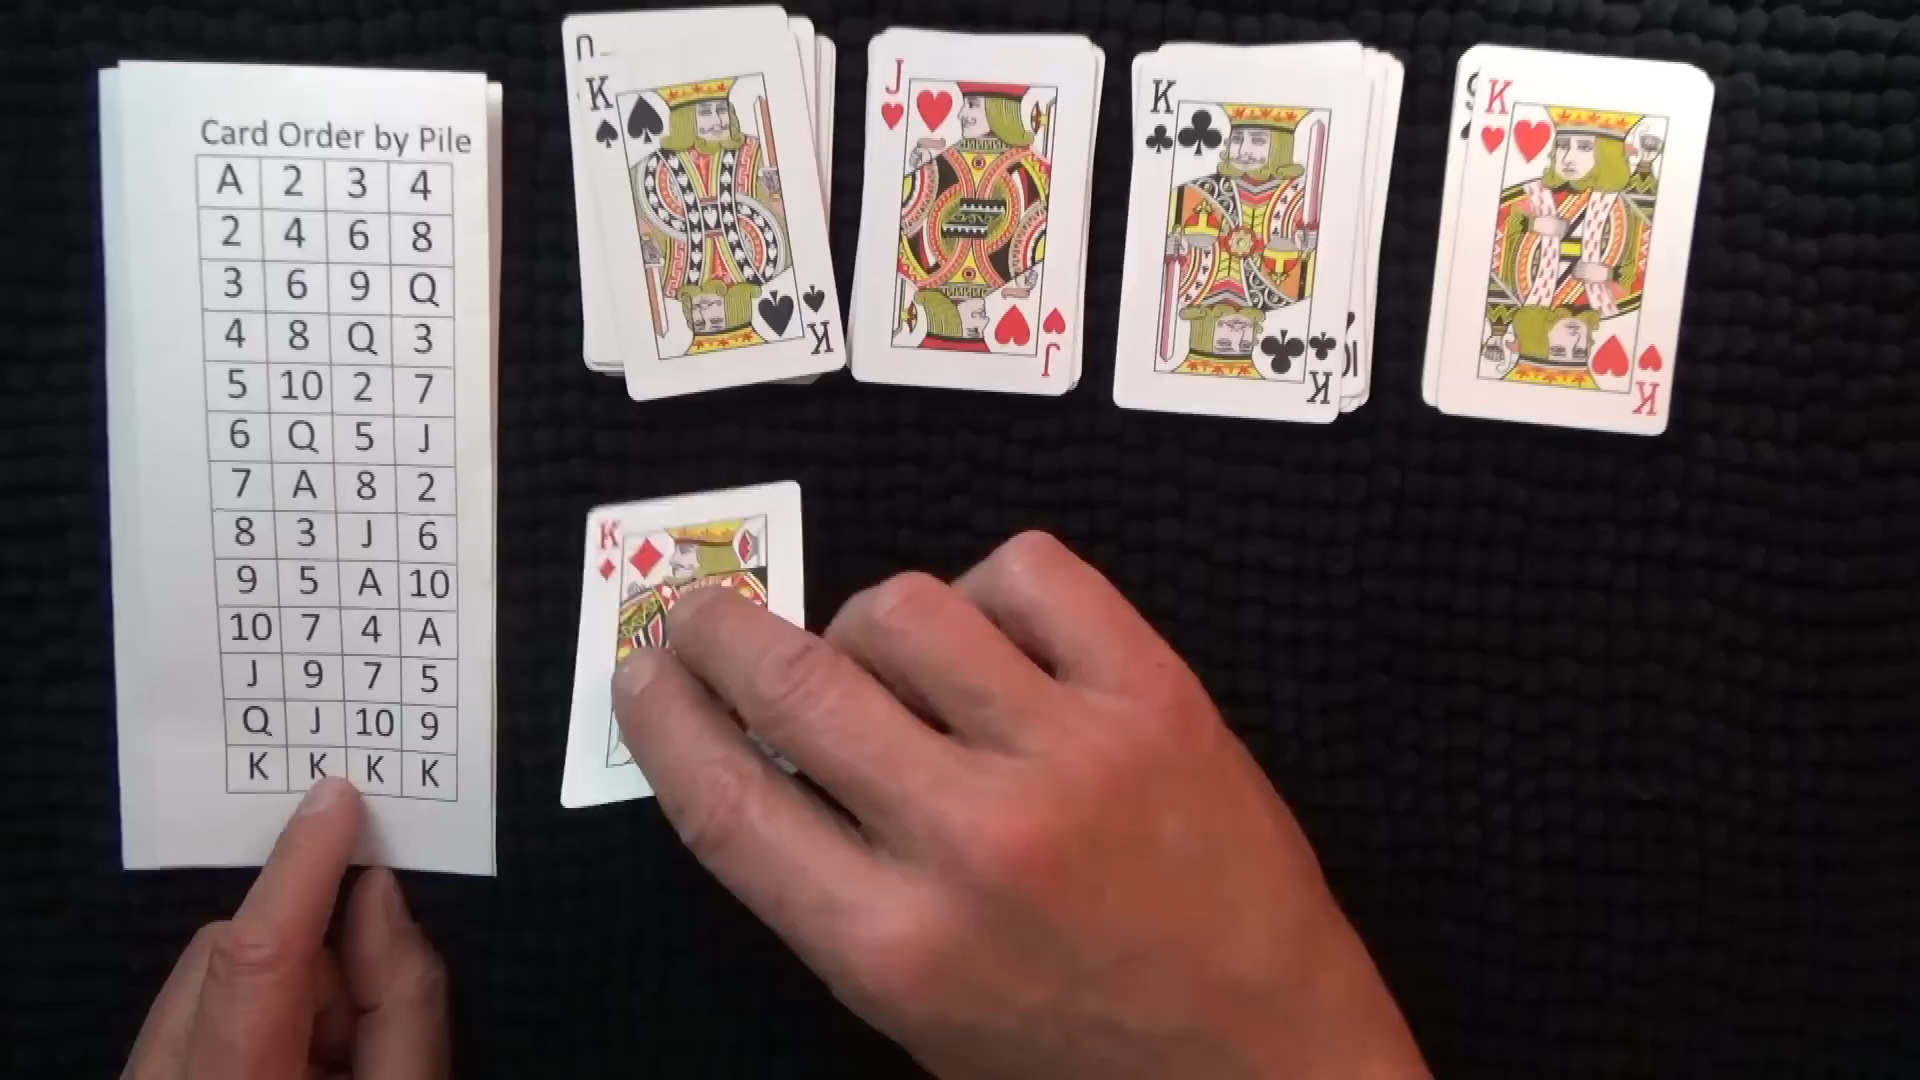 Card Order by Pile
A 2 3 4
2 4 6 8
3 6 9 Q
4 8 Q 3
5 10 2 7
6 Q 5 J
7 A 8 2
8 3 J 6
9 5 A 10
10 7 4 A
J 9 7 5
Q J 10 9
K K K K
K
K
J
J
K
K
K
K
K